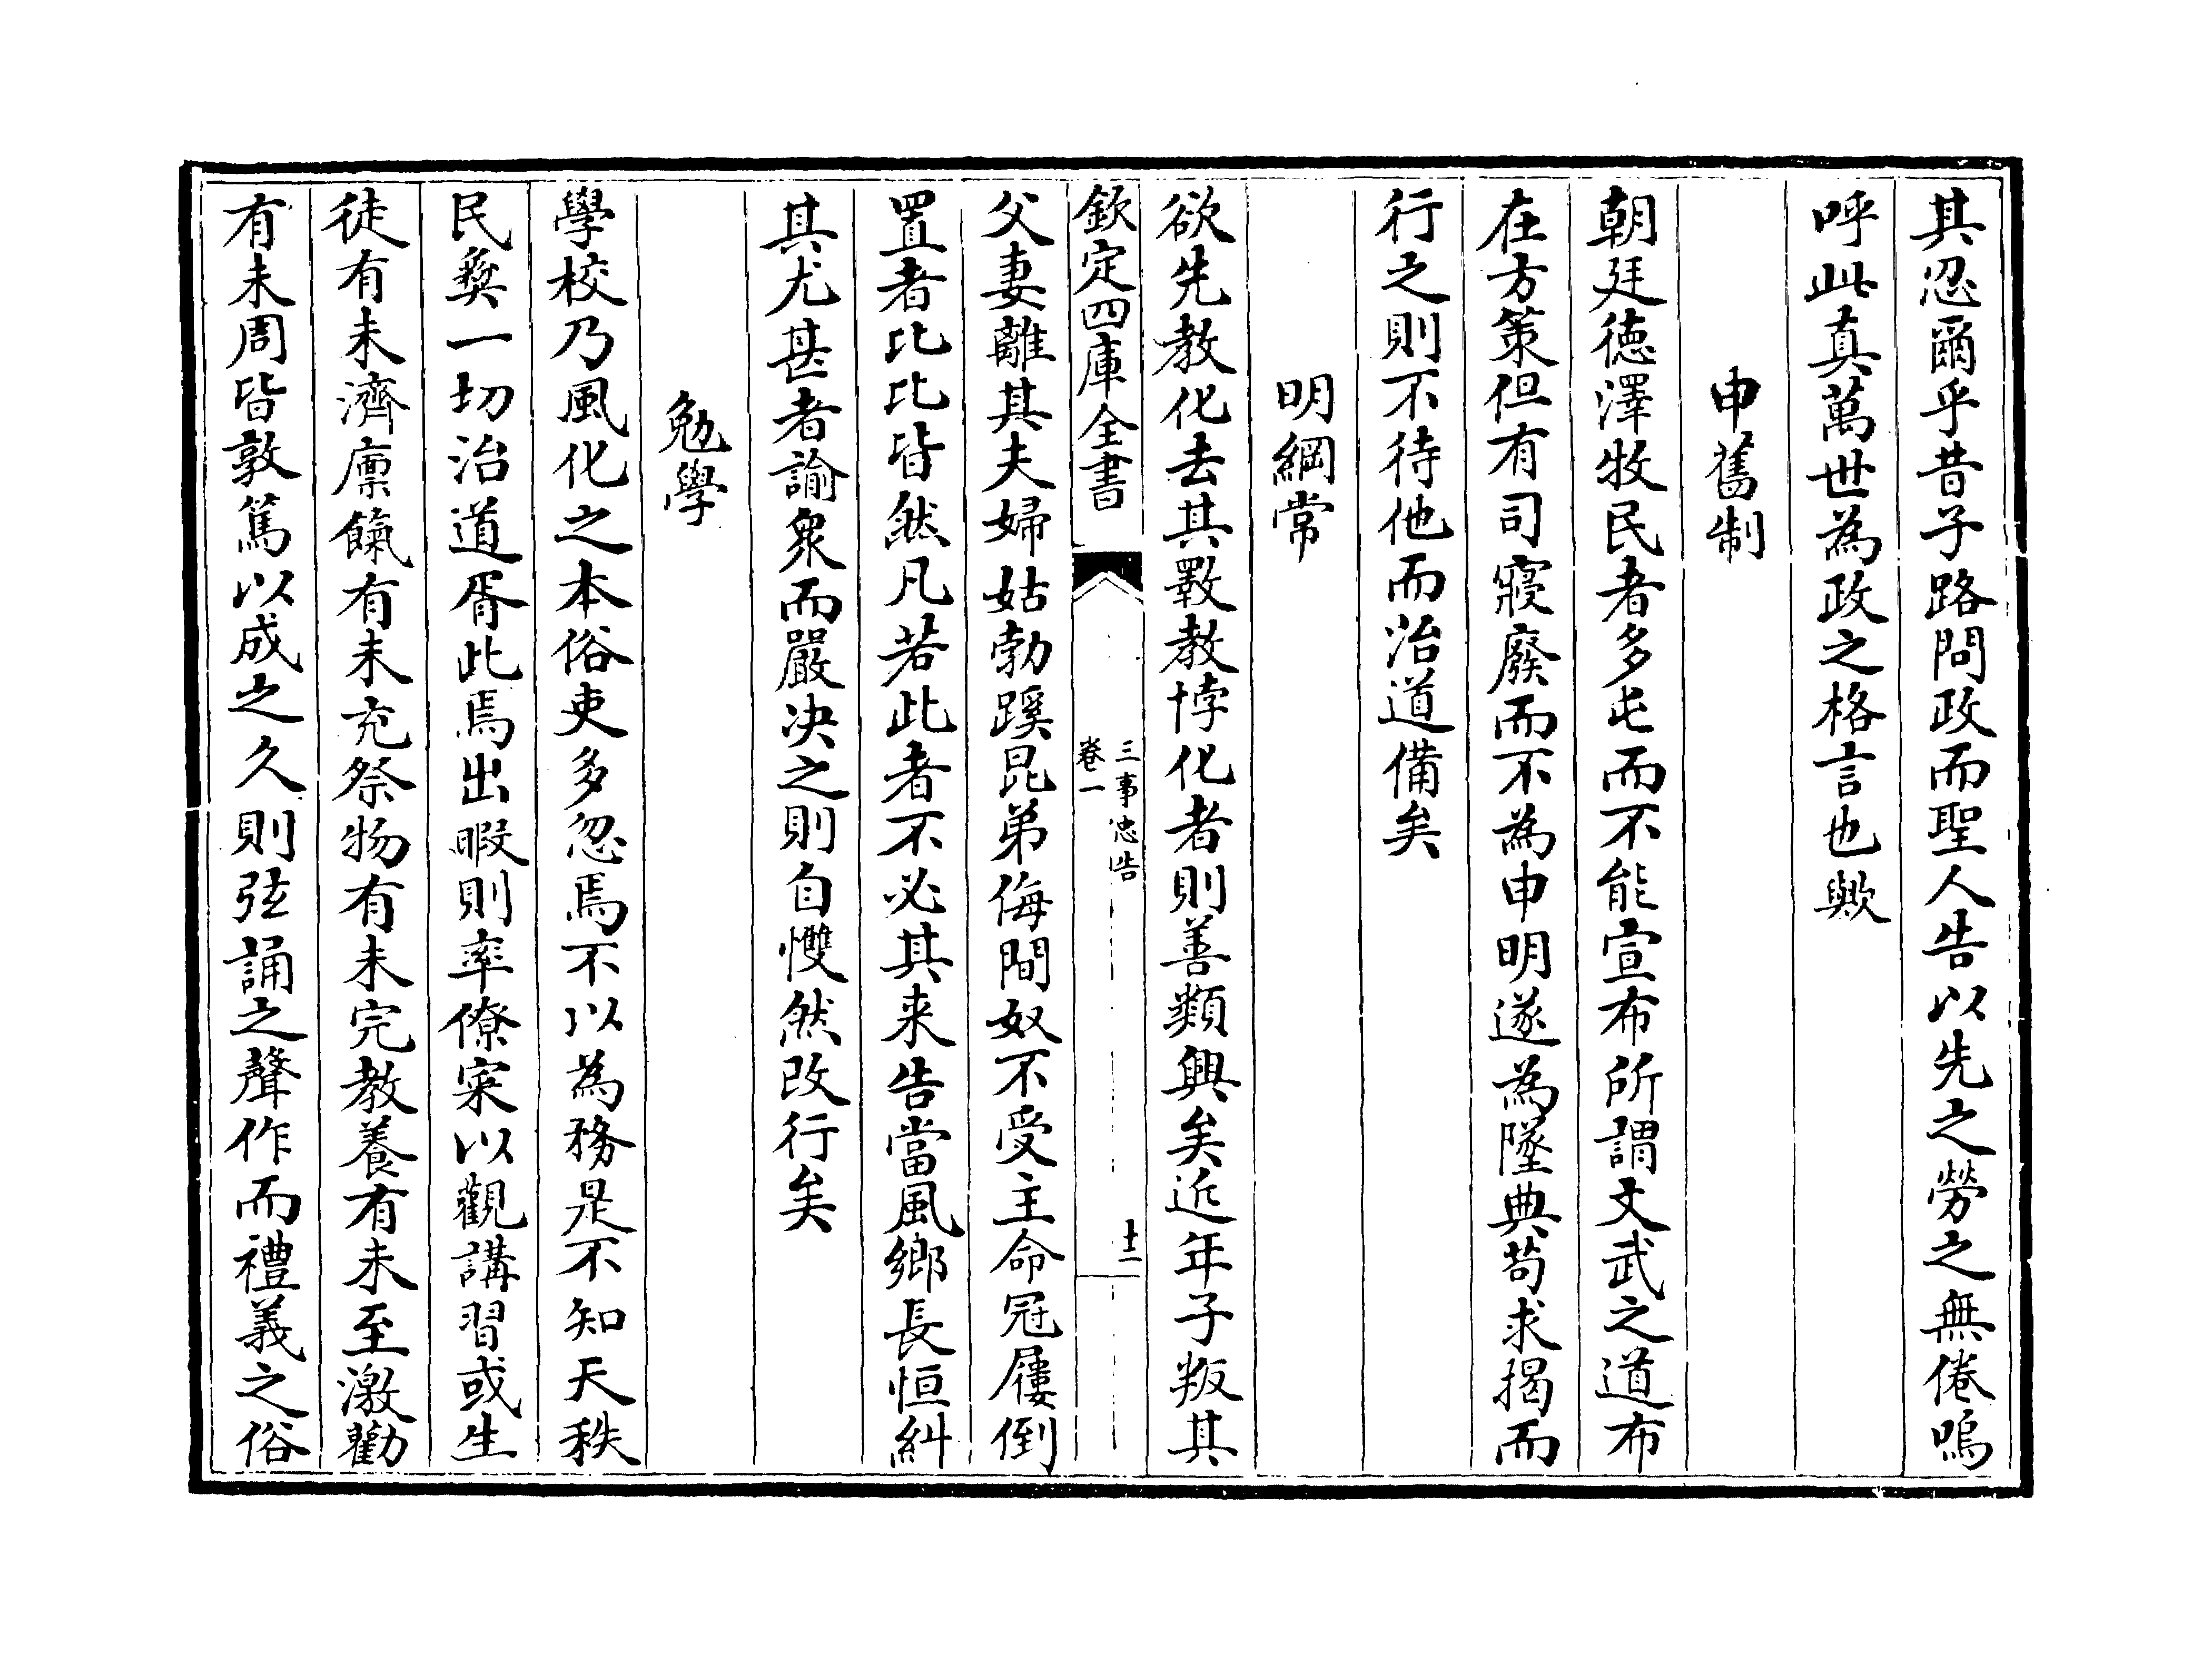 其忍爾乎昔子路問政而聖人告以先之勞之無倦嗚
呼此真萬世為政之格言也歟
申舊制
朝廷徳澤牧民者多屯而不能宣布所謂文武之道布
在方策但有司寢廢而不為申明遂為墜典茍求掲而
行之則不待他而治道備矣
明綱常
欲先教化去其斁教悖化者則善類興矣近年子叛其
欽定四庫全書
三事忠告
卷一
十二
父妻離其夫婦姑勃蹊昆弟侮鬩奴不受主命冠屨倒
置者比比皆然凡若此者不必其来告當風鄉長恒糾
其尤甚者諭衆而嚴决之則自戄然改行矣
勉學
學校乃風化之本俗吏多忽焉不以為務是不知天秩
民彛一切治道胥此焉出暇則率僚寀以觀講習或生
徒有未濟廩餼有未充祭物有未完教養有未至激勸
有未周皆敦篤以成之久則弦誦之聲作而禮義之俗